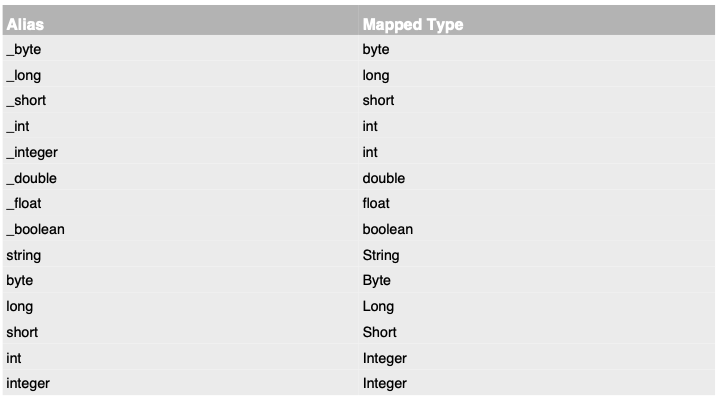 Alias Mapped Type
_byte byte
_long long
_short short
_int int
_integer int
_double double
_float float
_boolean boolean
string String
byte Byte
long Long
short Short
int Integer
integer Integer